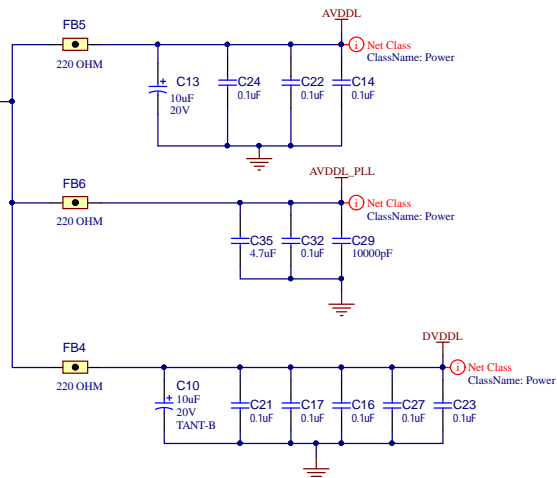 AVDDL
FB5
220 OHM
i Net Class
ClassName: Power
+ C13
10uF
20V
C24
0.1uF
C22
0.1uF
C14
0.1uF
AVDDL_PLL
FB6
220 OHM
i Net Class
ClassName: Power
C35
4.7uF
C32
0.1uF
C29
10000pF
DVDDL
FB4
220 OHM
i Net Class
ClassName: Power
+ C10
10uF
20V
TANT-B
C21
0.1uF
C17
0.1uF
C16
0.1uF
C27
0.1uF
C23
0.1uF